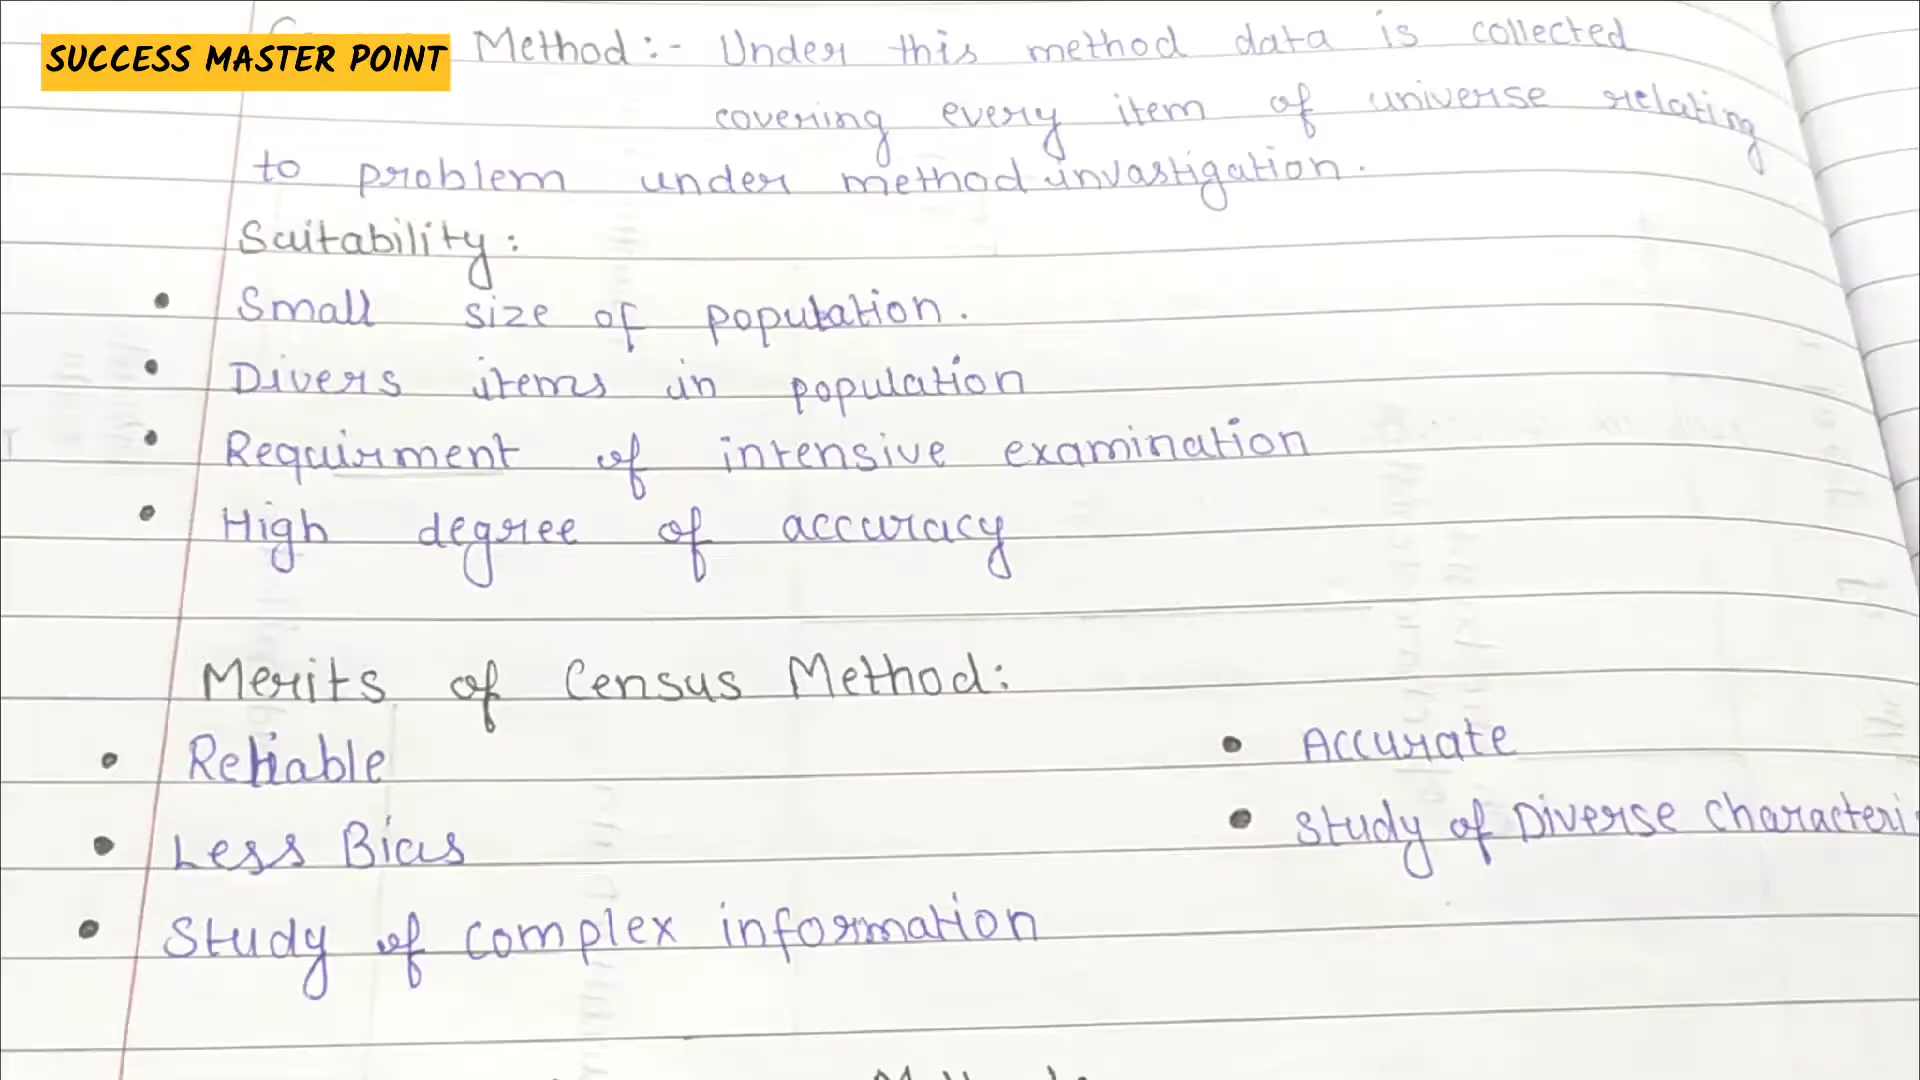 SUCCESS MASTER POINT
Method:- Under this method data is collected
covering every item of universe relating
to problem under method invastigation.
Suitability:
Small size of population.
Divers items in population
Requirment of intensive examination
High degree of accuracy
Merits of Census Method:
Reliable
Accurate
Less Bias
Study of Diverse characteri
Study of complex information